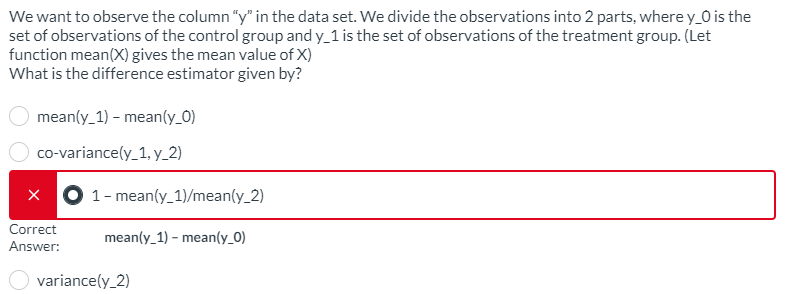 We want to observe the column “y” in the data set. We divide the observations into 2 parts, where y_0 is the
set of observations of the control group and y_1 is the set of observations of the treatment group. (Let
function mean(X) gives the mean value of X)
What is the difference estimator given by?
mean(y_1) – mean(y_0)
co-variance(y_1, y_2)
1 – mean(y_1)/mean(y_2)
Correct
Answer:
mean(y_1) – mean(y_0)
variance(y_2)